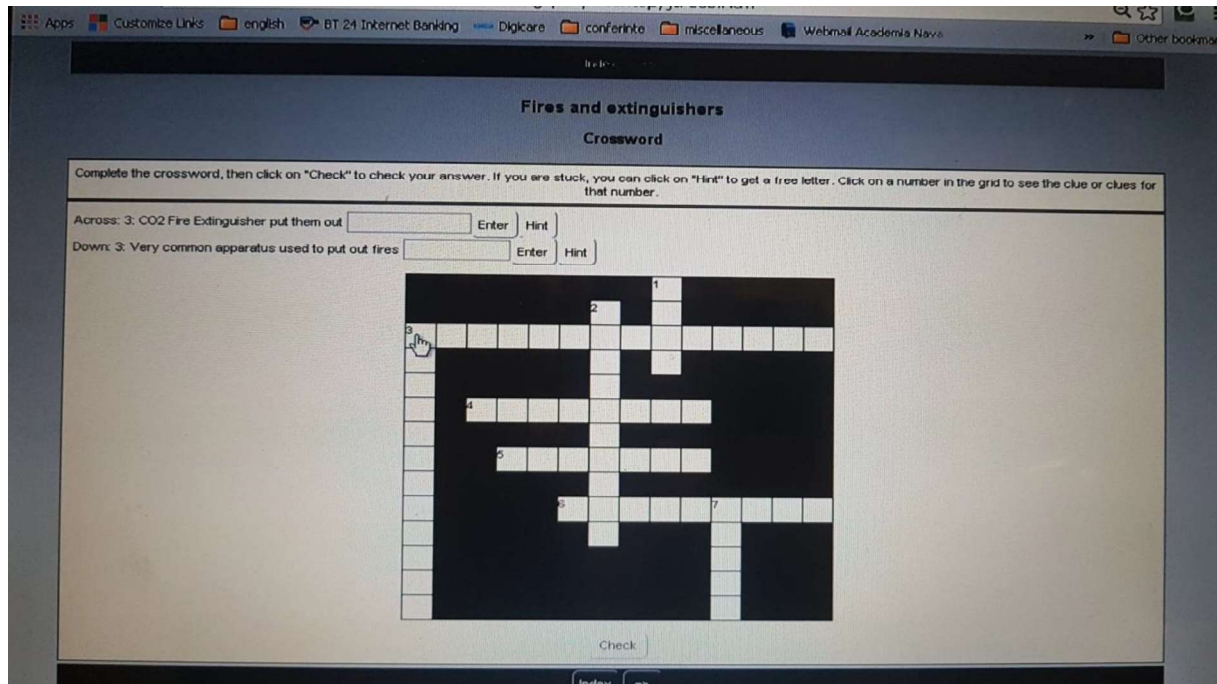 Apps Customize Links english BT 24 Internet Banking Digicare conferinte miscellaneous Webmail Academia Nava » Other bookmar
Index
Fires and extinguishers
Crossword
Complete the crossword, then click on "Check" to check your answer. If you are stuck, you can click on "Hint" to get a free letter. Click on a number in the grid to see the clue or clues for
that number.
Across: 3: CO2 Fire Extinguisher put them out Enter Hint
Down: 3: Very common apparatus used to put out fires Enter Hint
1
2
3
4
5
6 7
Check
Index =>